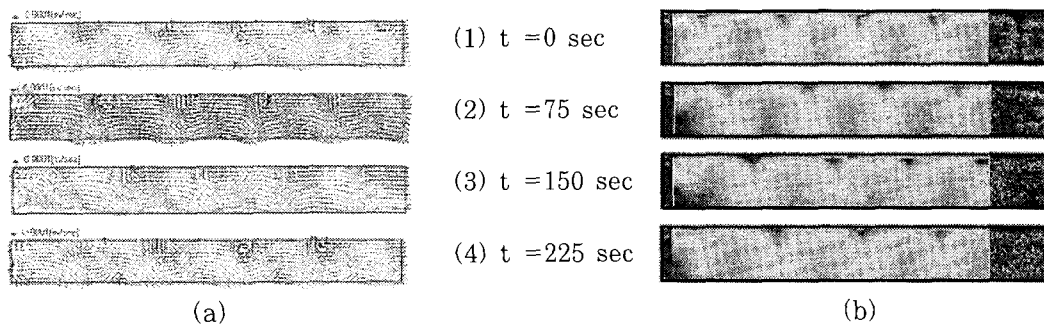 (1) t =0 sec
(2) t =75 sec
(3) t =150 sec
(4) t =225 sec
(a)
(b)